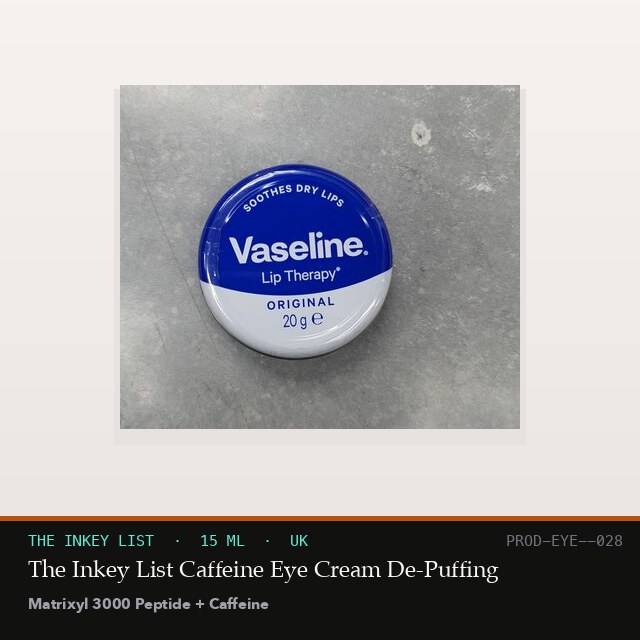 SOOTHES DRY LIPS
Vaseline.
Lip Therapy®
ORIGINAL
20 g ℮
THE INKEY LIST · 15 ML · UK
PROD−EYE−−028
The Inkey List Caffeine Eye Cream De-Puffing
Matrixyl 3000 Peptide + Caffeine